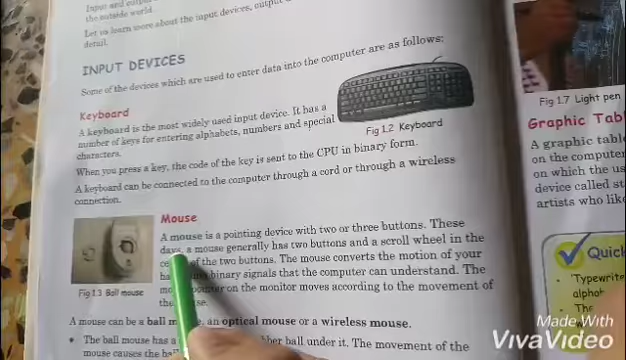 Input and outp
the outside world.
Let us learn more about the input devices, output
detail.
INPUT DEVICES
Some of the devices which are used to enter data into the computer are as follows:
Keyboard
A keyboard is the most widely used input device. It has a
number of keys for entering alphabets, numbers and special
characters.
Fig 1.2 Keyboard
When you press a key, the code of the key is sent to the CPU in binary form.
A keyboard can be connected to the computer through a cord or through a wireless
connection.
Mouse
A mouse is a pointing device with two or three buttons. These
days, a mouse generally has two buttons and a scroll wheel in the
of the two buttons. The mouse converts the motion of your
binary signals that the computer can understand. The
on the monitor moves according to the movement of
the
Fig 1.3 Ball mouse
A mouse can be a ball an optical mouse or a wireless mouse.
• The ball mouse has a ball under it. The movement of the
mouse causes the
Fig 1.7 Light pen
Graphic Tab
A graphic table
on the computer
on which the us
device called st
artists who like
Quick
'Typewrite
alphab
The
Made With
VivaVideo